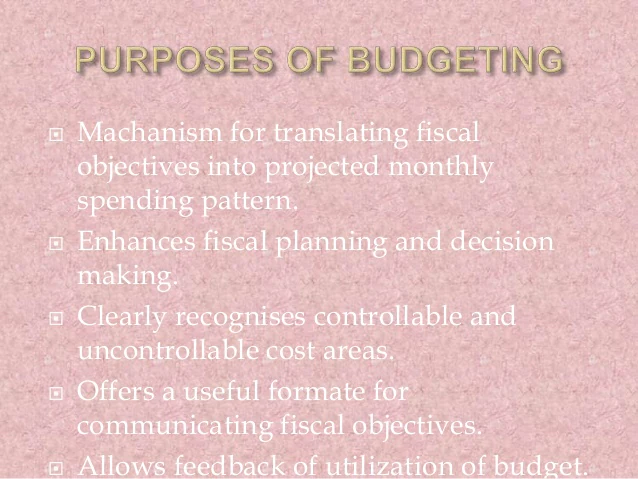 PURPOSES OF BUDGETING
Machanism for translating fiscal
objectives into projected monthly
spending pattern.
Enhances fiscal planning and decision
making.
Clearly recognises controllable and
uncontrollable cost areas.
Offers a useful formate for
communicating fiscal objectives.
Allows feedback of utilization of budget.